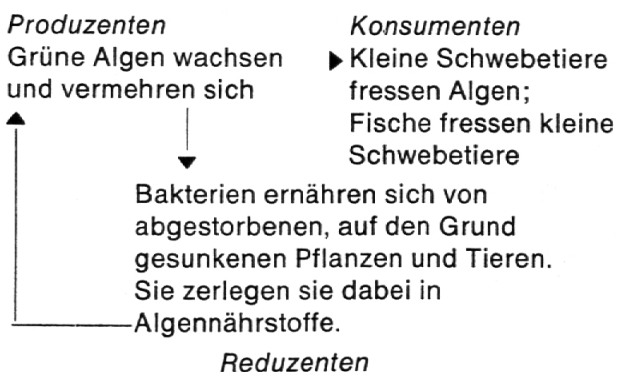 Produzenten
Grüne Algen wachsen
und vermehren sich
Konsumenten
Kleine Schwebetiere
fressen Algen;
Fische fressen kleine
Schwebetiere
Bakterien ernähren sich von
abgestorbenen, auf den Grund
gesunkenen Pflanzen und Tieren.
Sie zerlegen sie dabei in
Algennährstoffe.
Reduzenten